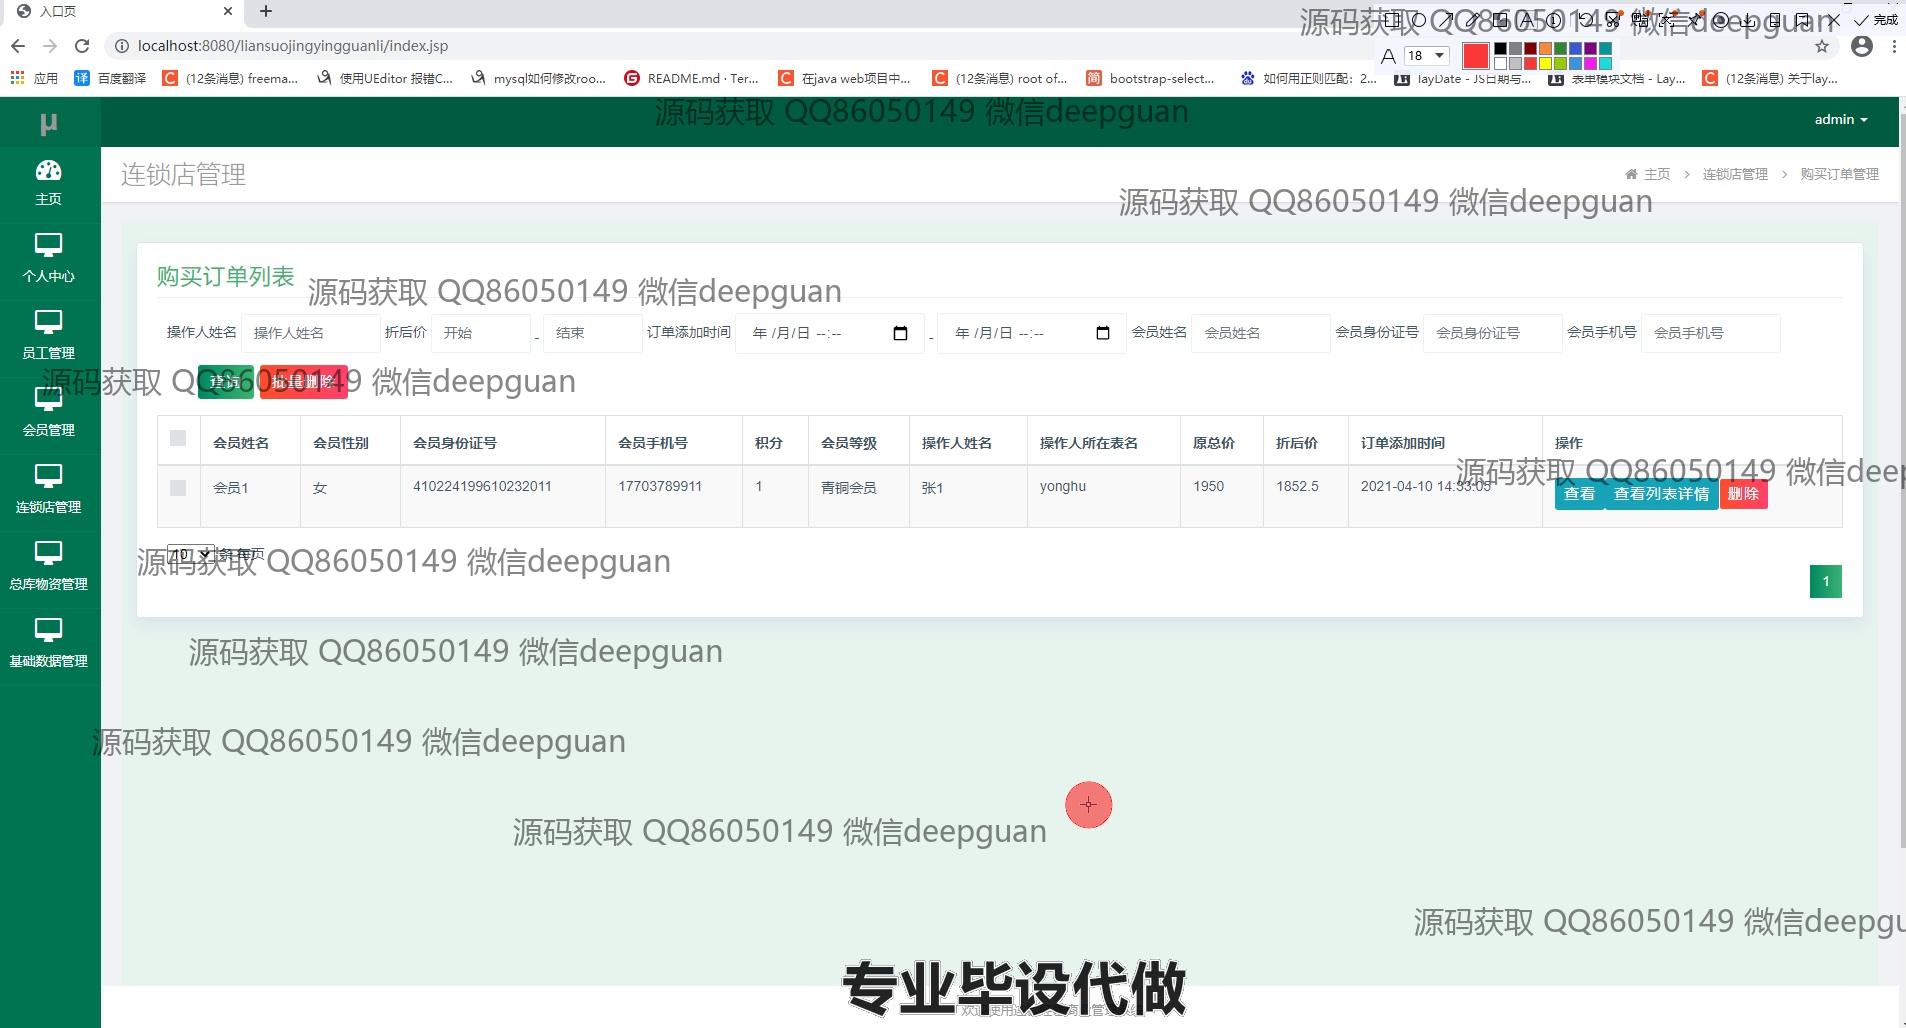 入口页
源码获取 QQ86050149 微信deepguan
完成
localhost:8080/liansuojingyingguanli/index.jsp
A 18
应用 百度翻译 (12条消息) freema... 使用UEditor 报错C... mysql如何修改roo... README.md · Ter... 在java web项目中... (12条消息) root of... bootstrap-select... 如何用正则匹配：2... layDate - JS日期与... 表单模块文档 - Lay... (12条消息) 关于lay...
源码获取 QQ86050149 微信deepguan
μ
admin
主页
连锁店管理
主页 > 连锁店管理 > 购买订单管理
源码获取 QQ86050149 微信deepguan
个人中心
购买订单列表
源码获取 QQ86050149 微信deepguan
操作人姓名 操作人姓名 折后价 开始 - 结束 订单添加时间 年 /月/日 --:-- - 年 /月/日 --:-- 会员姓名 会员姓名 会员身份证号 会员身份证号 会员手机号 会员手机号
员工管理
查询 批量删除
源码获取 QQ86050149 微信deepguan
会员管理
会员姓名 会员性别 会员身份证号 会员手机号 积分 会员等级 操作人姓名 操作人所在表名 原总价 折后价 订单添加时间 操作
源码获取 QQ86050149 微信deep
会员1 女 410224199610232011 17703789911 1 青铜会员 张1 yonghu 1950 1852.5 2021-04-10 14:33:05 查看 查看列表详情 删除
连锁店管理
10 条 每页
源码获取 QQ86050149 微信deepguan
1
总库物资管理
基础数据管理
源码获取 QQ86050149 微信deepguan
源码获取 QQ86050149 微信deepguan
源码获取 QQ86050149 微信deepguan
源码获取 QQ86050149 微信deepgu
专业毕设代做